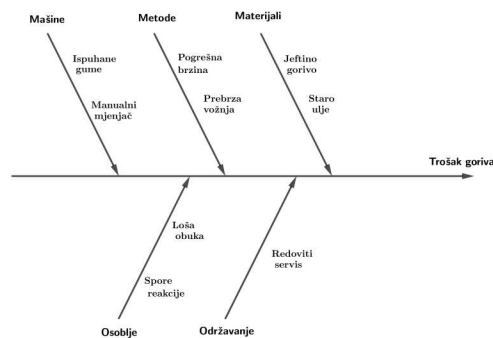 Mašine
Metode
Materijali
Ispuhane
gume
Manualni
mjenjač
Pogrešna
brzina
Prebrza
vožnja
Jeftino
gorivo
Staro
ulje
Trošak goriva
Loša
obuka
Spore
reakcije
Redoviti
servis
Osoblje
Održavanje